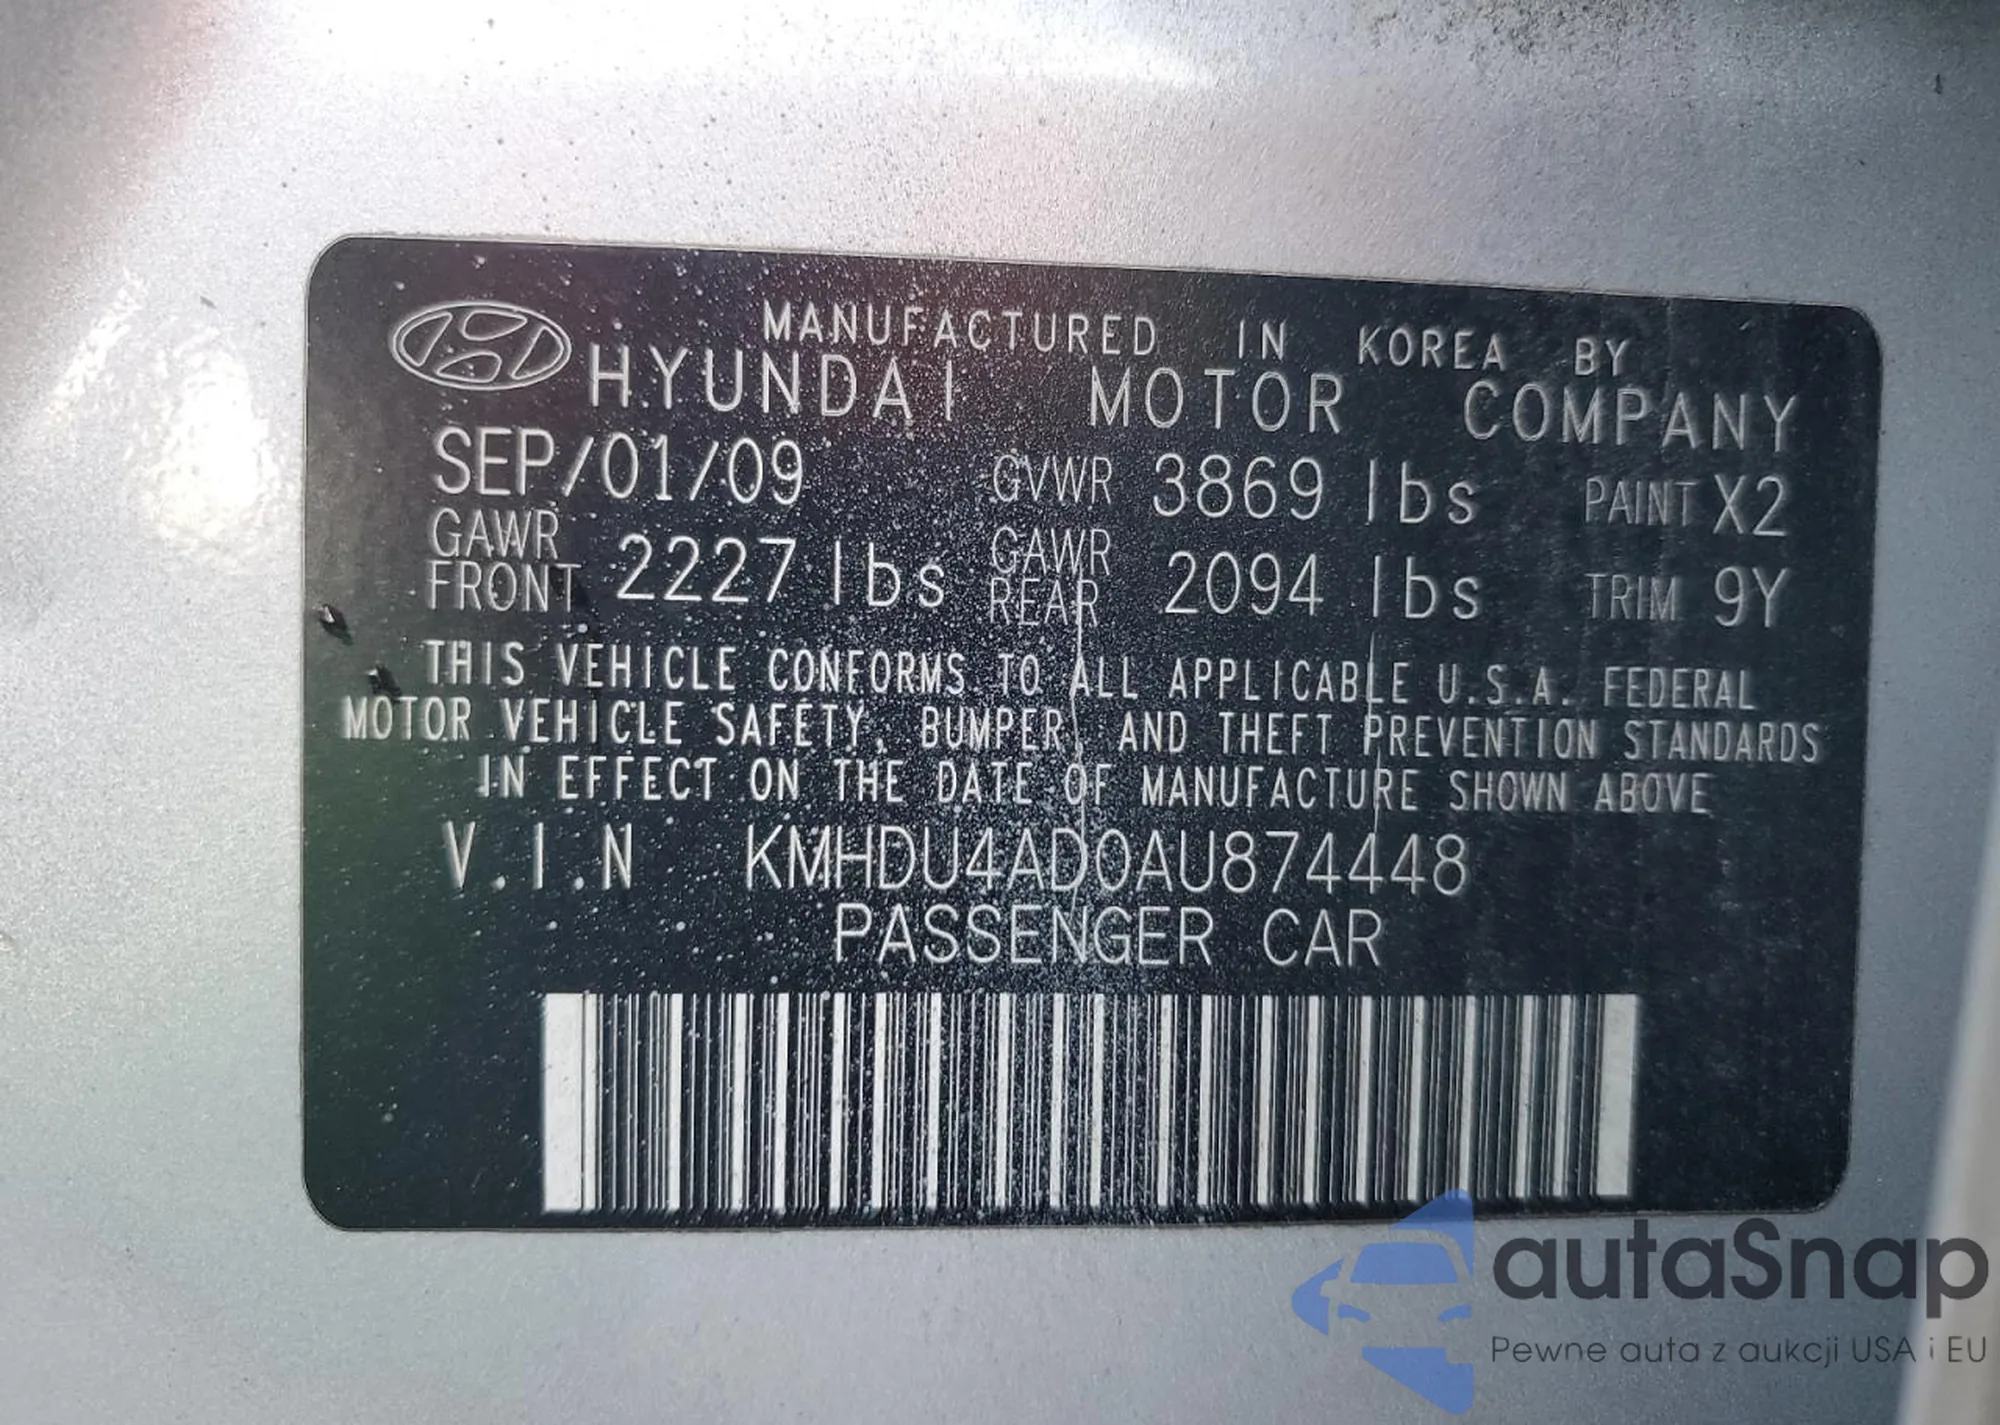 MANUFACTURED IN KOREA BY
HYUNDAI MOTOR COMPANY
SEP/01/09 GVWR 3869 lbs PAINT X2
GAWR FRONT 2227 lbs GAWR REAR 2094 lbs TRIM 9Y
THIS VEHICLE CONFORMS TO ALL APPLICABLE U.S.A. FEDERAL
MOTOR VEHICLE SAFETY, BUMPER, AND THEFT PREVENTION STANDARDS
IN EFFECT ON THE DATE OF MANUFACTURE SHOWN ABOVE
V.I.N KMHDU4AD0AU874448
PASSENGER CAR
autaSnap
Pewne auta z aukcji USA i EU